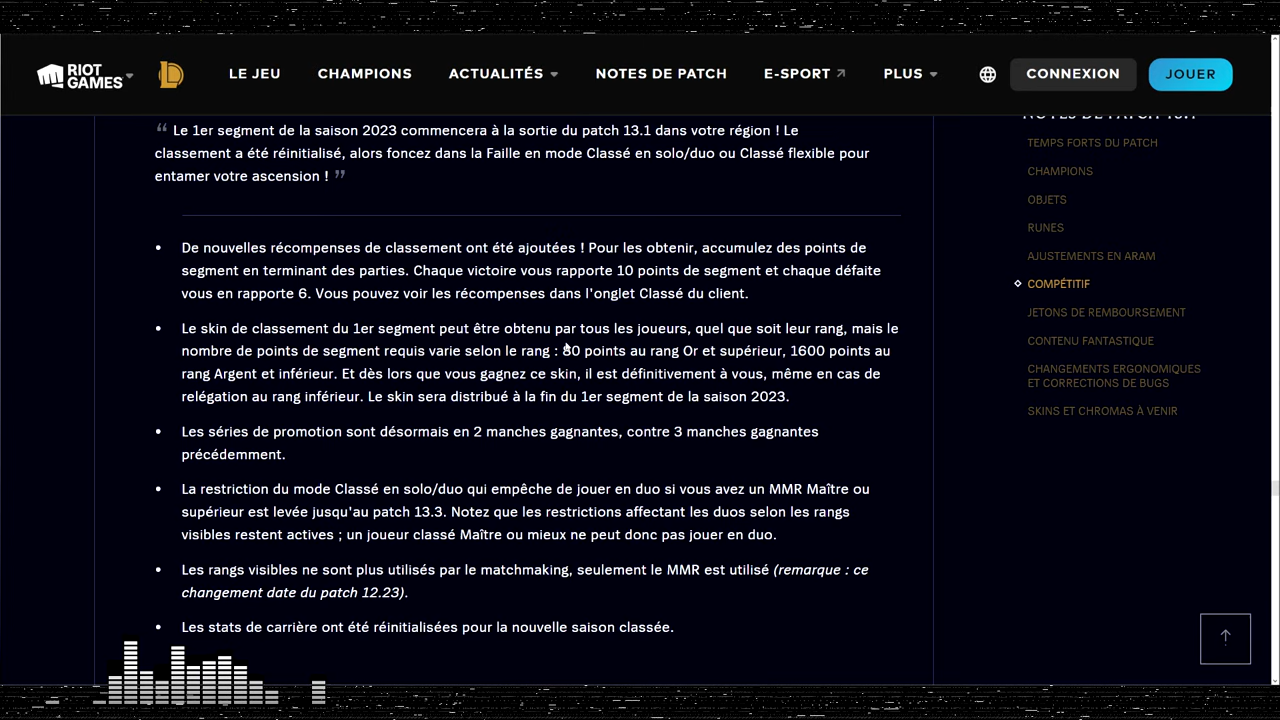 RIOT
GAMES
LE JEU
CHAMPIONS
ACTUALITÉS
NOTES DE PATCH
E-SPORT
PLUS
CONNEXION
JOUER
“ Le 1er segment de la saison 2023 commencera à la sortie du patch 13.1 dans votre région ! Le
classement a été réinitialisé, alors foncez dans la Faille en mode Classé en solo/duo ou Classé flexible pour
entamer votre ascension ! ”
• De nouvelles récompenses de classement ont été ajoutées ! Pour les obtenir, accumulez des points de
segment en terminant des parties. Chaque victoire vous rapporte 10 points de segment et chaque défaite
vous en rapporte 6. Vous pouvez voir les récompenses dans l'onglet Classé du client.
• Le skin de classement du 1er segment peut être obtenu par tous les joueurs, quel que soit leur rang, mais le
nombre de points de segment requis varie selon le rang : 80 points au rang Or et supérieur, 1600 points au
rang Argent et inférieur. Et dès lors que vous gagnez ce skin, il est définitivement à vous, même en cas de
relégation au rang inférieur. Le skin sera distribué à la fin du 1er segment de la saison 2023.
• Les séries de promotion sont désormais en 2 manches gagnantes, contre 3 manches gagnantes
précédemment.
• La restriction du mode Classé en solo/duo qui empêche de jouer en duo si vous avez un MMR Maître ou
supérieur est levée jusqu'au patch 13.3. Notez que les restrictions affectant les duos selon les rangs
visibles restent actives ; un joueur classé Maître ou mieux ne peut donc pas jouer en duo.
• Les rangs visibles ne sont plus utilisés par le matchmaking, seulement le MMR est utilisé (remarque : ce
changement date du patch 12.23).
• Les stats de carrière ont été réinitialisées pour la nouvelle saison classée.
NOTES DE PATCH 13.1
TEMPS FORTS DU PATCH
CHAMPIONS
OBJETS
RUNES
AJUSTEMENTS EN ARAM
COMPÉTITIF
JETONS DE REMBOURSEMENT
CONTENU FANTASTIQUE
CHANGEMENTS ERGONOMIQUES
ET CORRECTIONS DE BUGS
SKINS ET CHROMAS À VENIR